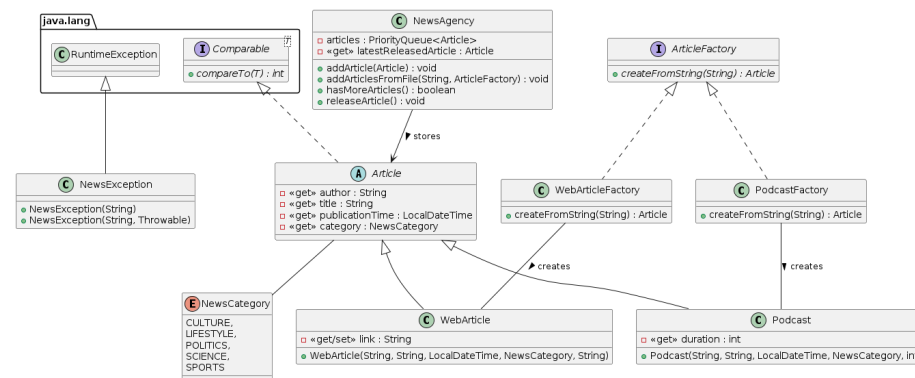 java.lang
C RuntimeException
I Comparable
T
compareTo(T) : int
C NewsAgency
articles : PriorityQueue<Article>
«get» latestReleasedArticle : Article
addArticle(Article) : void
addArticlesFromFile(String, ArticleFactory) : void
hasMoreArticles() : boolean
releaseArticle() : void
I ArticleFactory
createFromString(String) : Article
stores
C NewsException
NewsException(String)
NewsException(String, Throwable)
A Article
«get» author : String
«get» title : String
«get» publicationTime : LocalDateTime
«get» category : NewsCategory
C WebArticleFactory
createFromString(String) : Article
C PodcastFactory
createFromString(String) : Article
creates
creates
E NewsCategory
CULTURE,
LIFESTYLE,
POLITICS,
SCIENCE,
SPORTS
C WebArticle
«get/set» link : String
WebArticle(String, String, LocalDateTime, NewsCategory, String)
C Podcast
«get» duration : int
Podcast(String, String, LocalDateTime, NewsCategory, in